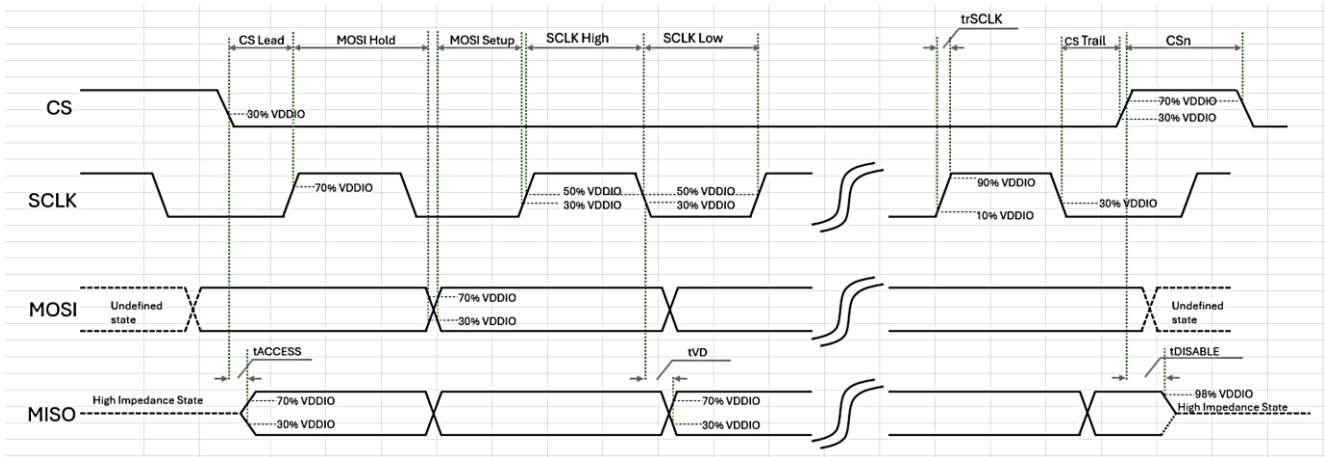 trSCLK
CS Lead
MOSI Hold
MOSI Setup
SCLK High
SCLK Low
CS Trail
CSn
CS
30% VDDIO
70% VDDIO
30% VDDIO
SCLK
70% VDDIO
50% VDDIO
30% VDDIO
50% VDDIO
30% VDDIO
90% VDDIO
10% VDDIO
30% VDDIO
MOSI
Undefined
state
70% VDDIO
30% VDDIO
Undefined
state
tACCESS
tVD
tDISABLE
MISO
High Impedance State
70% VDDIO
30% VDDIO
70% VDDIO
30% VDDIO
98% VDDIO
High Impedance State